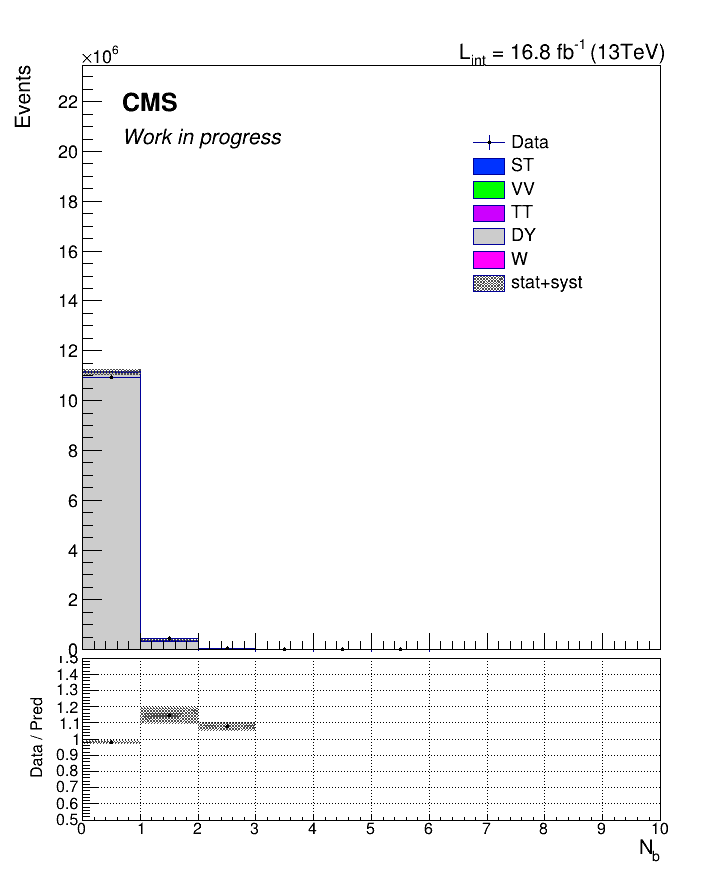 ×10⁶
L_int = 16.8 fb⁻¹ (13TeV)
Events
CMS
Work in progress
Data
ST
VV
TT
DY
W
stat+syst
22
20
18
16
14
12
10
8
6
4
2
0
Data / Pred
1.5
1.4
1.3
1.2
1.1
1
0.9
0.8
0.7
0.6
0.5
0 1 2 3 4 5 6 7 8 9 10
N_b